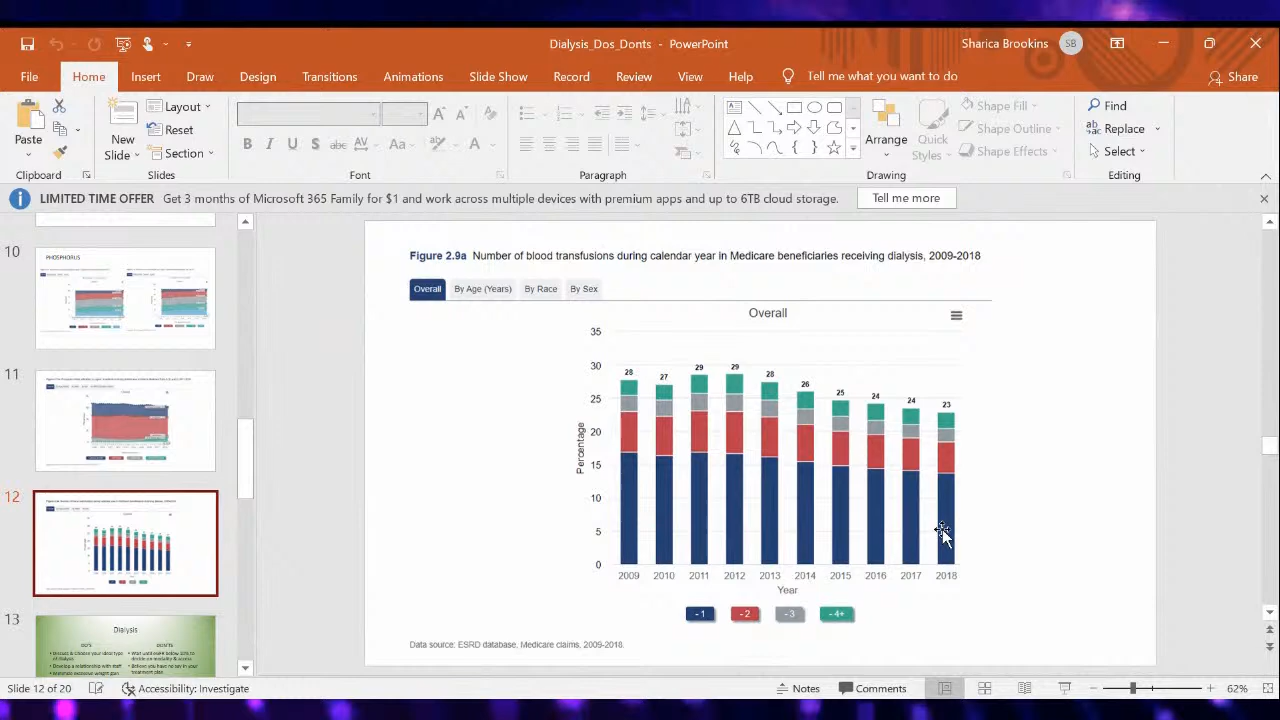 Dialysis_Dos_Donts - PowerPoint
Sharica Brookins SB
File Home Insert Draw Design Transitions Animations Slide Show Record Review View Help Tell me what you want to do Share
Paste
Clipboard
New Slide
Layout
Reset
Section
Slides
B I U S abc AV Aa A
Font
Paragraph
Arrange
Quick Styles
Shape Fill
Shape Outline
Shape Effects
Drawing
Find
Replace
Select
Editing
LIMITED TIME OFFER Get 3 months of Microsoft 365 Family for $1 and work across multiple devices with premium apps and up to 6TB cloud storage. Tell me more
10
PHOSPHORUS
11
12
13
Dialysis
Figure 2.9a Number of blood transfusions during calendar year in Medicare beneficiaries receiving dialysis, 2009-2018
Overall By Age (Years) By Race By Sex
Overall
Percentage
35
30
25
20
15
10
5
0
28 27 29 29 28 26 25 24 24 23
2009 2010 2011 2012 2013 2014 2015 2016 2017 2018
Year
- 1 - 2 - 3 - 4+
Data source: ESRD database, Medicare claims, 2009-2018.
Slide 12 of 20 Accessibility: Investigate Notes Comments 62%